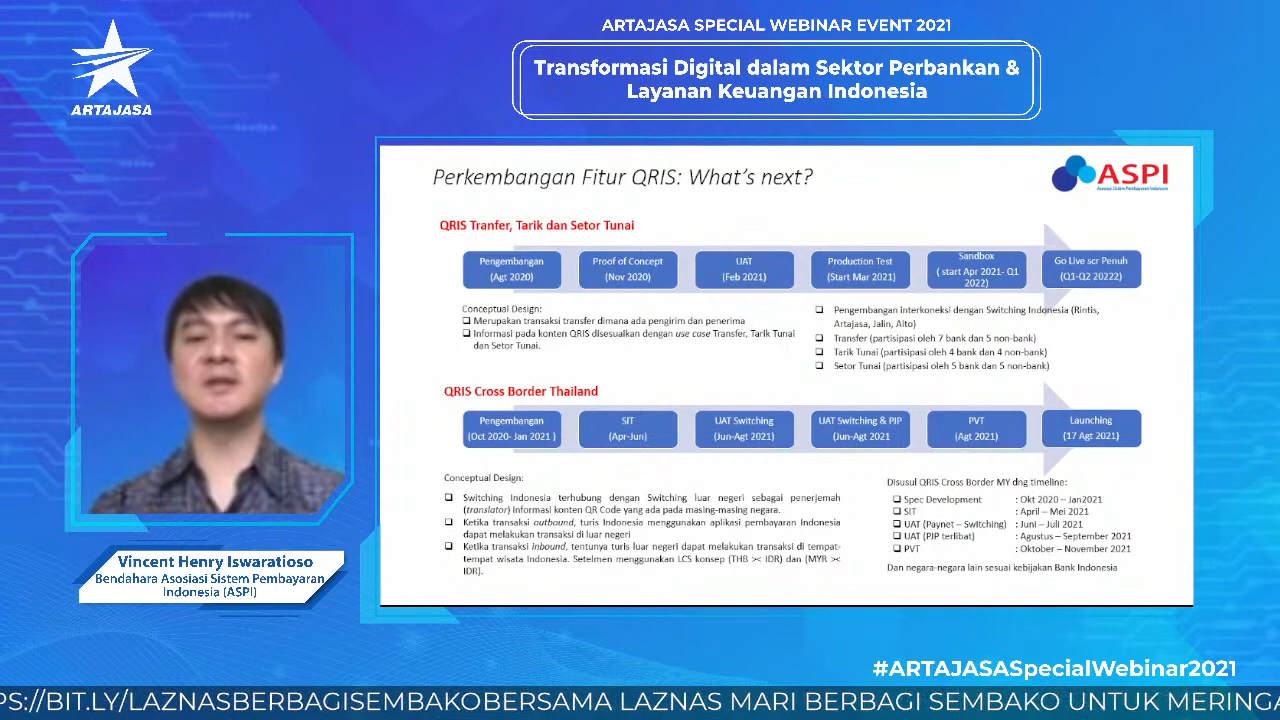 ARTAJASA
ARTAJASA SPECIAL WEBINAR EVENT 2021
Transformasi Digital dalam Sektor Perbankan &
Layanan Keuangan Indonesia
Perkembangan Fitur QRIS: What's next?
ASPI
Asosiasi Sistem Pembayaran Indonesia
QRIS Tranfer, Tarik dan Setor Tunai
Pengembangan
(Agt 2020)
Proof of Concept
(Nov 2020)
UAT
(Feb 2021)
Production Test
(Start Mar 2021)
Sandbox
( start Apr 2021- Q1
2022)
Go Live scr Penuh
(Q1-Q2 20222)
Conceptual Design:
Merupakan transaksi transfer dimana ada pengirim dan penerima
Informasi pada konten QRIS disesuaikan dengan use case Transfer, Tarik Tunai
dan Setor Tunai.
Pengembangan interkoneksi dengan Switching Indonesia (Rintis,
Artajasa, Jalin, Alto)
Transfer (partisipasi oleh 7 bank dan 5 non-bank)
Tarik Tunai (partisipasi oleh 4 bank dan 4 non-bank)
Setor Tunai (partisipasi oleh 5 bank dan 5 non-bank)
QRIS Cross Border Thailand
Pengembangan
(Oct 2020- Jan 2021 )
SIT
(Apr-Jun)
UAT Switching
(Jun-Agt 2021)
UAT Switching & PJP
(Jun-Agt 2021
PVT
(Agt 2021)
Launching
(17 Agt 2021)
Conceptual Design:
Switching Indonesia terhubung dengan Switching luar negeri sebagai penerjemah
(translator) informasi konten QR Code yang ada pada masing-masing negara.
Ketika transaksi outbound, turis Indonesia menggunakan aplikasi pembayaran Indonesia
dapat melakukan transaksi di luar negeri
Ketika transaksi inbound, tentunya turis luar negeri dapat melakukan transaksi di tempat-
tempat wisata Indonesia. Setelmen menggunakan LCS konsep (THB >< IDR) dan (MYR ><
IDR).
Disusul QRIS Cross Border MY dng timeline:
Spec Development : Okt 2020 – Jan2021
SIT : April – Mei 2021
UAT (Paynet – Switching) : Juni – Juli 2021
UAT (PJP terlibat) : Agustus – September 2021
PVT : Oktober – November 2021
Dan negara-negara lain sesuai kebijakan Bank Indonesia
Vincent Henry Iswaratioso
Bendahara Asosiasi Sistem Pembayaran
Indonesia (ASPI)
#ARTAJASASpecialWebinar2021
PS://BIT.LY/LAZNASBERBAGISEMBAKOBERSAMA LAZNAS MARI BERBAGI SEMBAKO UNTUK MERINGA